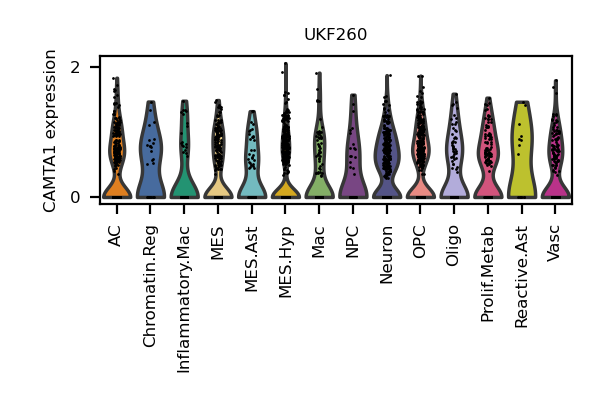 UKF260
CAMTA1 expression
2
0
AC
Chromatin.Reg
Inflammatory.Mac
MES
MES.Ast
MES.Hyp
Mac
NPC
Neuron
OPC
Oligo
Prolif.Metab
Reactive.Ast
Vasc